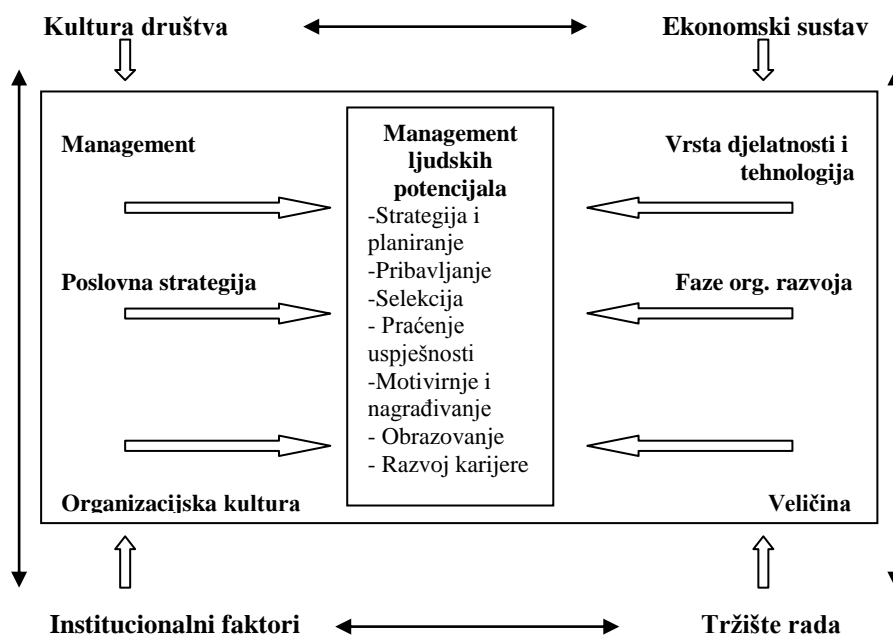 Kultura društva
Ekonomski sustav
Management
Management
ljudskih
potencijala
-Strategija i
planiranje
-Pribavljanje
-Selekcija
- Praćenje
uspješnosti
-Motivirnje i
nagrađivanje
- Obrazovanje
- Razvoj karijere
Vrsta djelatnosti i
tehnologija
Poslovna strategija
Faze org. razvoja
Organizacijska kultura
Veličina
Institucionalni faktori
Tržište rada